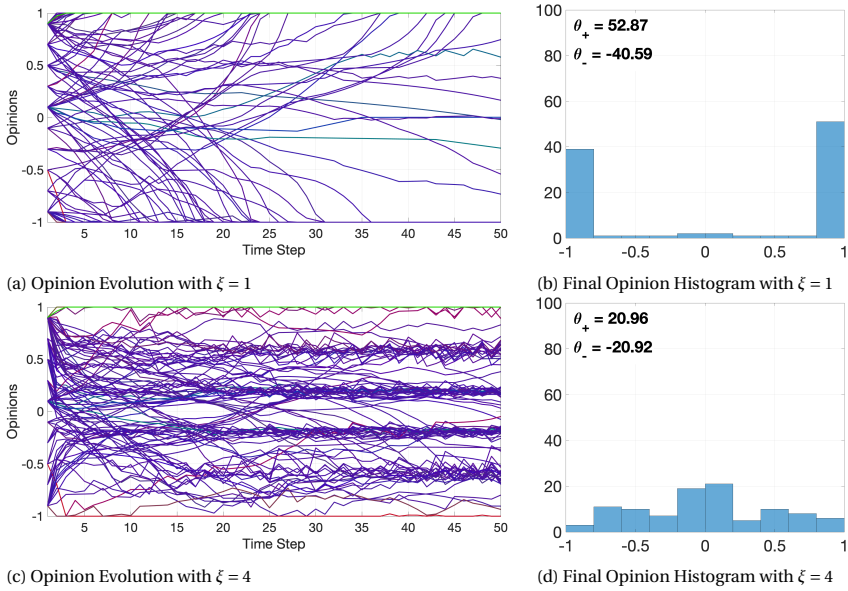 1
0.5
0
-0.5
-1
Opinions
5 10 15 20 25 30 35 40 45 50
Time Step
(a) Opinion Evolution with ξ = 1
100
80
60
40
20
0
θ+ = 52.87
θ- = -40.59
-1 -0.5 0 0.5 1
(b) Final Opinion Histogram with ξ = 1
1
0.5
0
-0.5
-1
Opinions
5 10 15 20 25 30 35 40 45 50
Time Step
(c) Opinion Evolution with ξ = 4
100
80
60
40
20
0
θ+ = 20.96
θ- = -20.92
-1 -0.5 0 0.5 1
(d) Final Opinion Histogram with ξ = 4